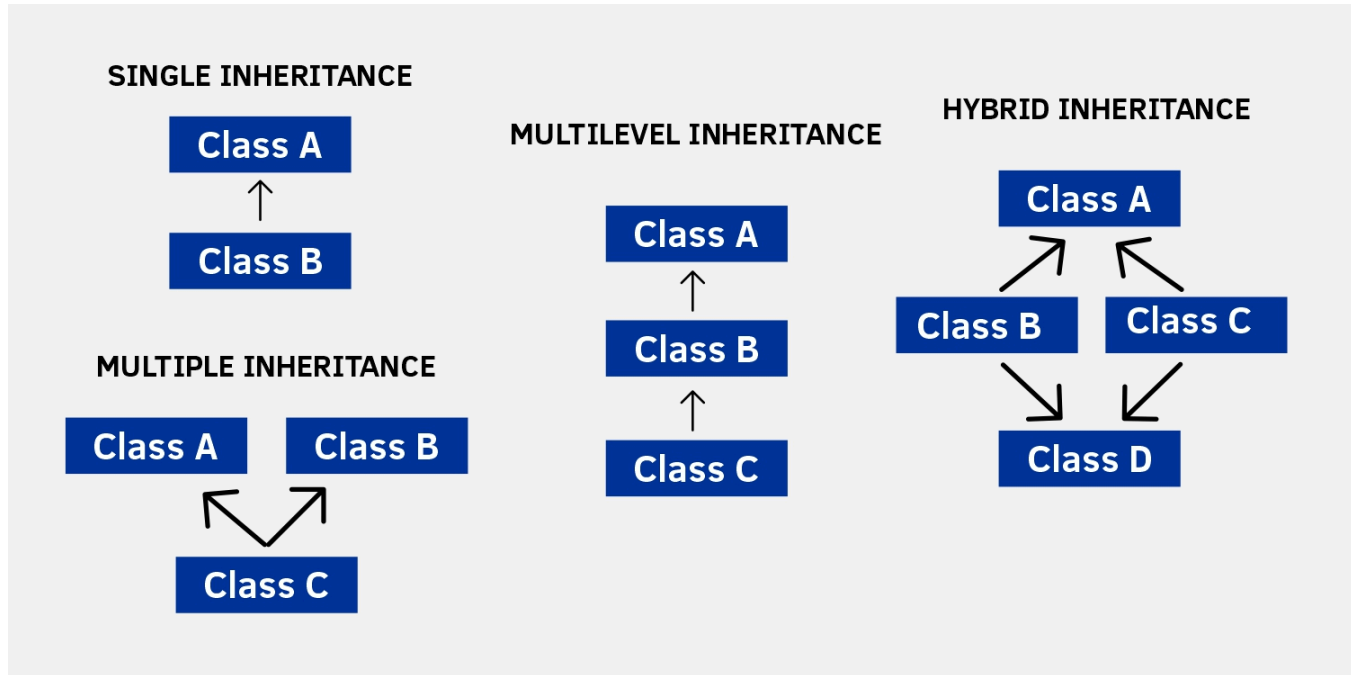 SINGLE INHERITANCE
Class A
Class B
MULTIPLE INHERITANCE
Class A
Class B
Class C
MULTILEVEL INHERITANCE
Class A
Class B
Class C
HYBRID INHERITANCE
Class A
Class B
Class C
Class D